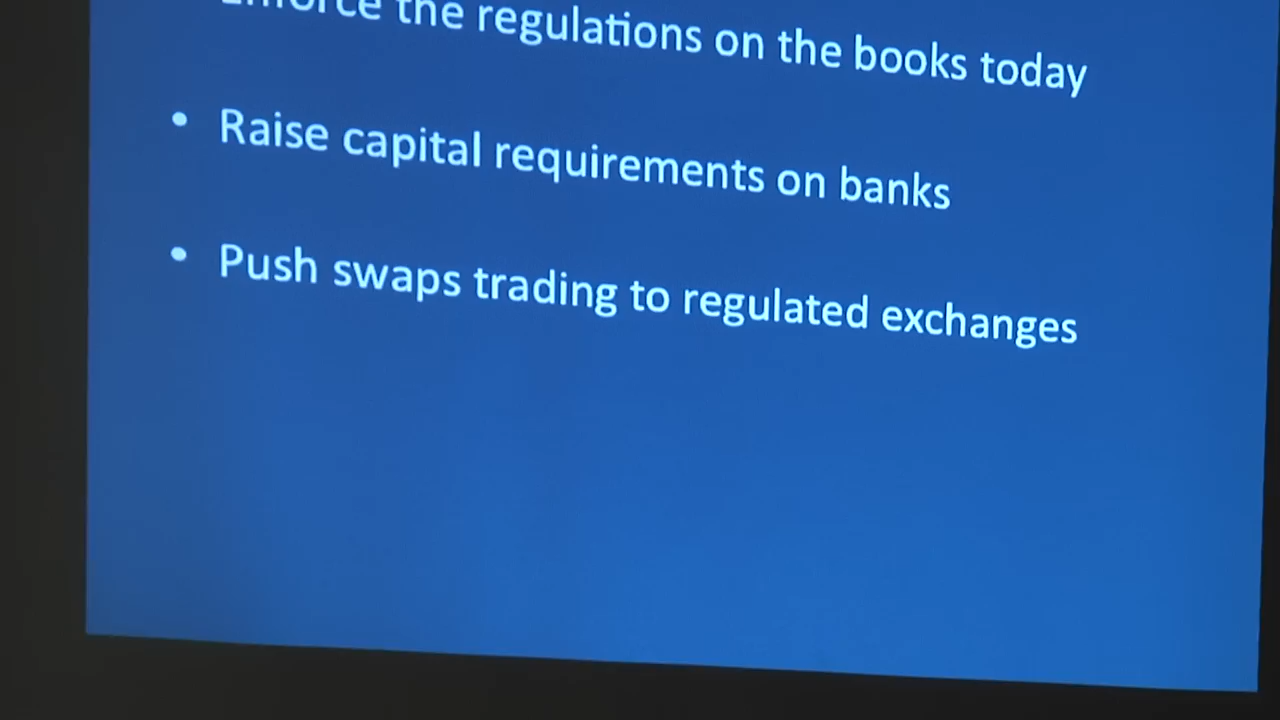 Enforce the regulations on the books today
• Raise capital requirements on banks
• Push swaps trading to regulated exchanges